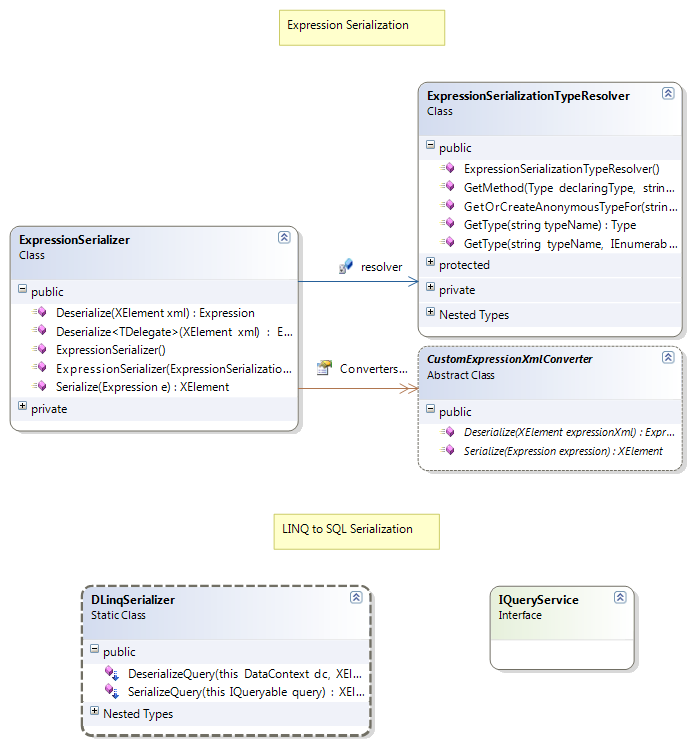 Expression Serialization
ExpressionSerializationTypeResolver
Class
public
ExpressionSerializationTypeResolver()
GetMethod(Type declaringType, strin...
GetOrCreateAnonymousTypeFor(strin...
GetType(string typeName) : Type
GetType(string typeName, IEnumerab...
protected
private
Nested Types
ExpressionSerializer
Class
public
Deserialize(XElement xml) : Expression
Deserialize<TDelegate>(XElement xml) : E...
ExpressionSerializer()
ExpressionSerializer(ExpressionSerializatio...
Serialize(Expression e) : XElement
private
resolver
Converters...
CustomExpressionXmlConverter
Abstract Class
public
Deserialize(XElement expressionXml) : Expr...
Serialize(Expression expression) : XElement
LINQ to SQL Serialization
DLinqSerializer
Static Class
public
DeserializeQuery(this DataContext dc, XEl...
SerializeQuery(this IQueryable query) : XEl...
Nested Types
IQueryService
Interface